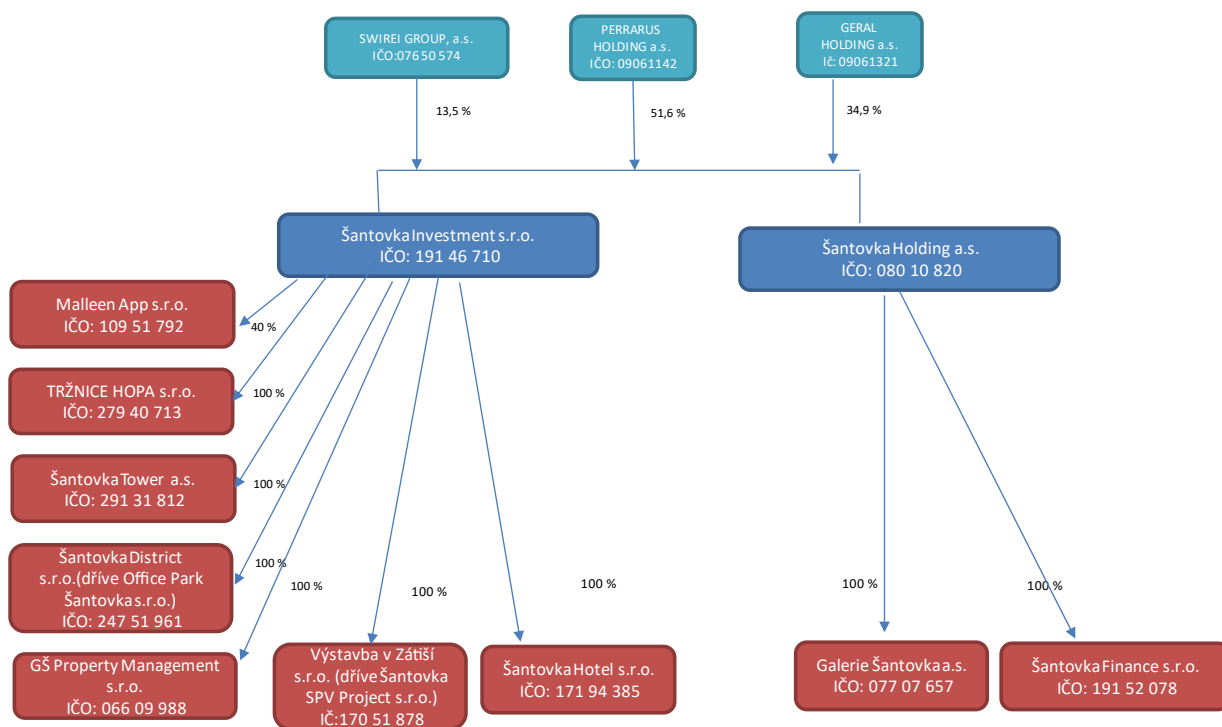 SWIREI GROUP, a.s.
IČO:07650 574
PERRARUS
HOLDING a.s.
IČO: 09061142
GERAL
HOLDING a.s.
Ič: 09061321
13,5 %
51,6 %
34,9 %
Šantovka Investment s.r.o.
IČO: 191 46 710
Šantovka Holding a.s.
IČO: 080 10 820
Malleen App s.r.o.
IČO: 109 51 792
40 %
TRŽNICE HOPA s.r.o.
IČO: 279 40 713
100 %
Šantovka Tower a.s.
IČO: 291 31 812
100 %
Šantovka District
s.r.o.(dříve Office Park
Šantovka s.r.o.)
IČO: 247 51 961
100 %
100 %
100 %
100 %
100 %
100 %
GŠ Property Management
s.r.o.
IČO: 066 09 988
Výstavba v Zátiší
s.r.o. (dříve Šantovka
SPV Project s.r.o.)
IČ:170 51 878
Šantovka Hotel s.r.o.
IČO: 171 94 385
Galerie Šantovka a.s.
IČO: 077 07 657
Šantovka Finance s.r.o.
IČO: 191 52 078